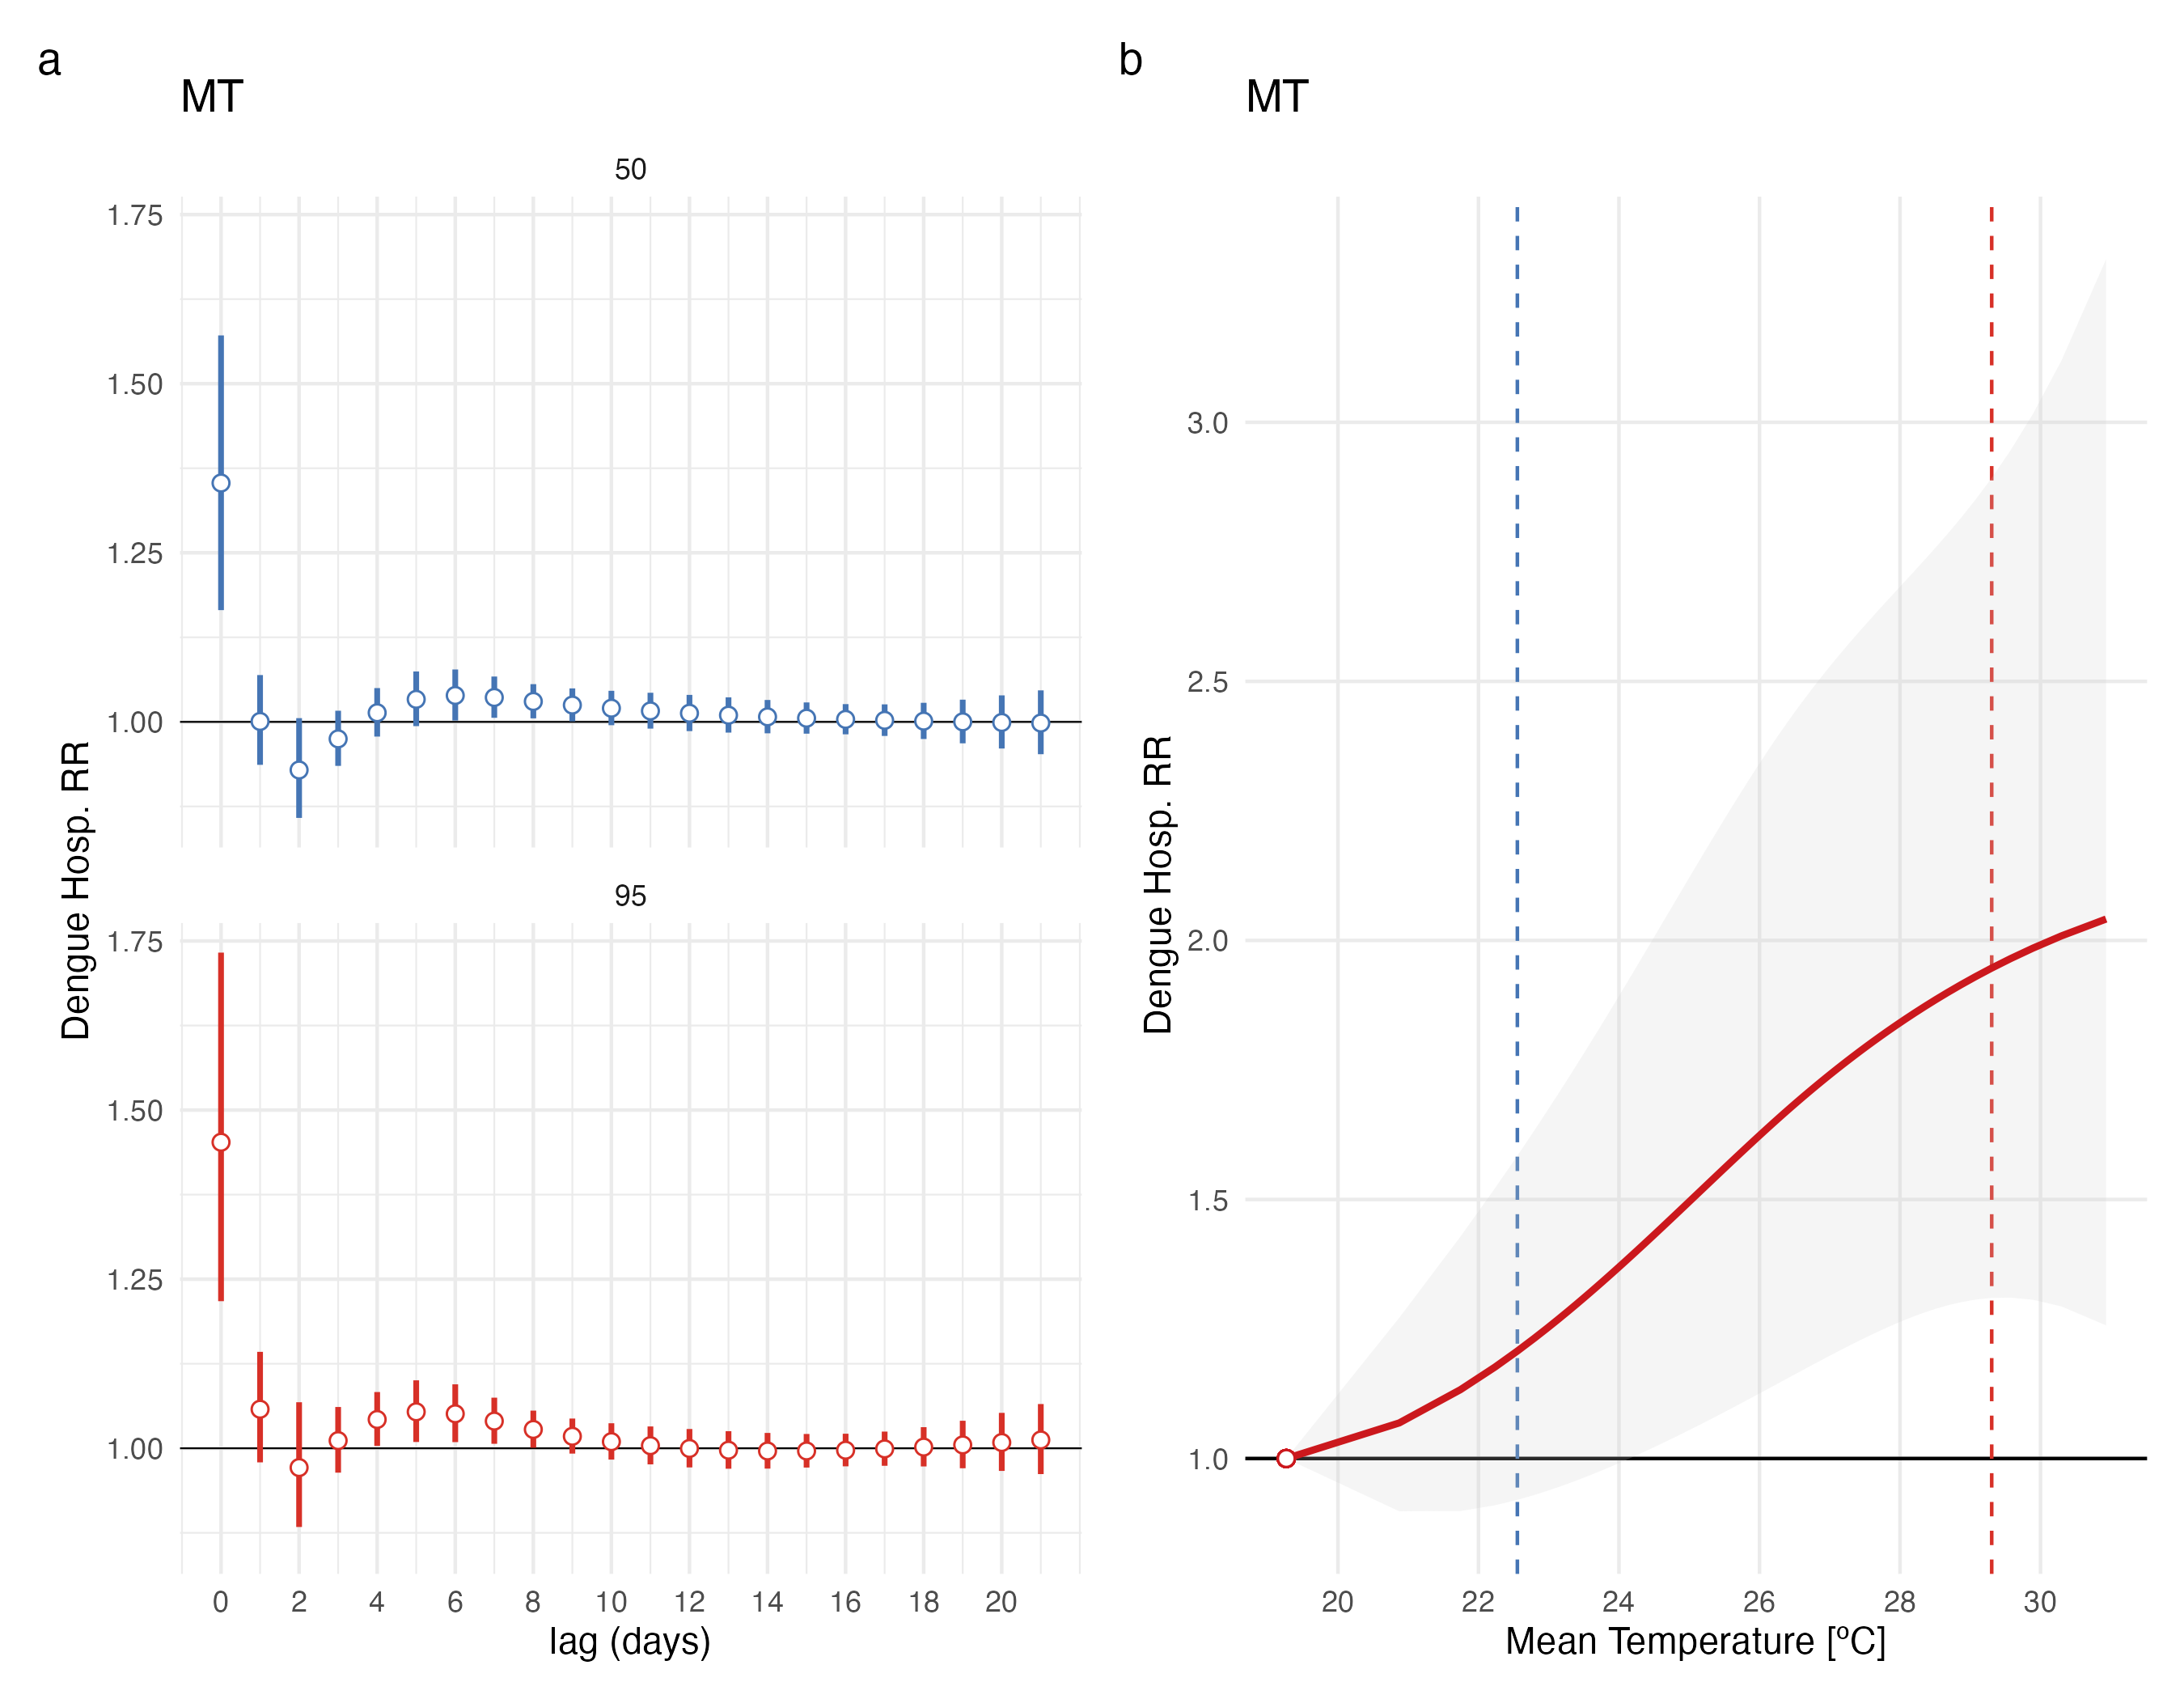 a
MT
50
1.75
1.50
1.25
1.00
95
1.75
1.50
1.25
1.00
Dengue Hosp. RR
0 2 4 6 8 10 12 14 16 18 20
lag (days)
b
MT
3.0
2.5
2.0
1.5
1.0
Dengue Hosp. RR
20 22 24 26 28 30
Mean Temperature [ºC]